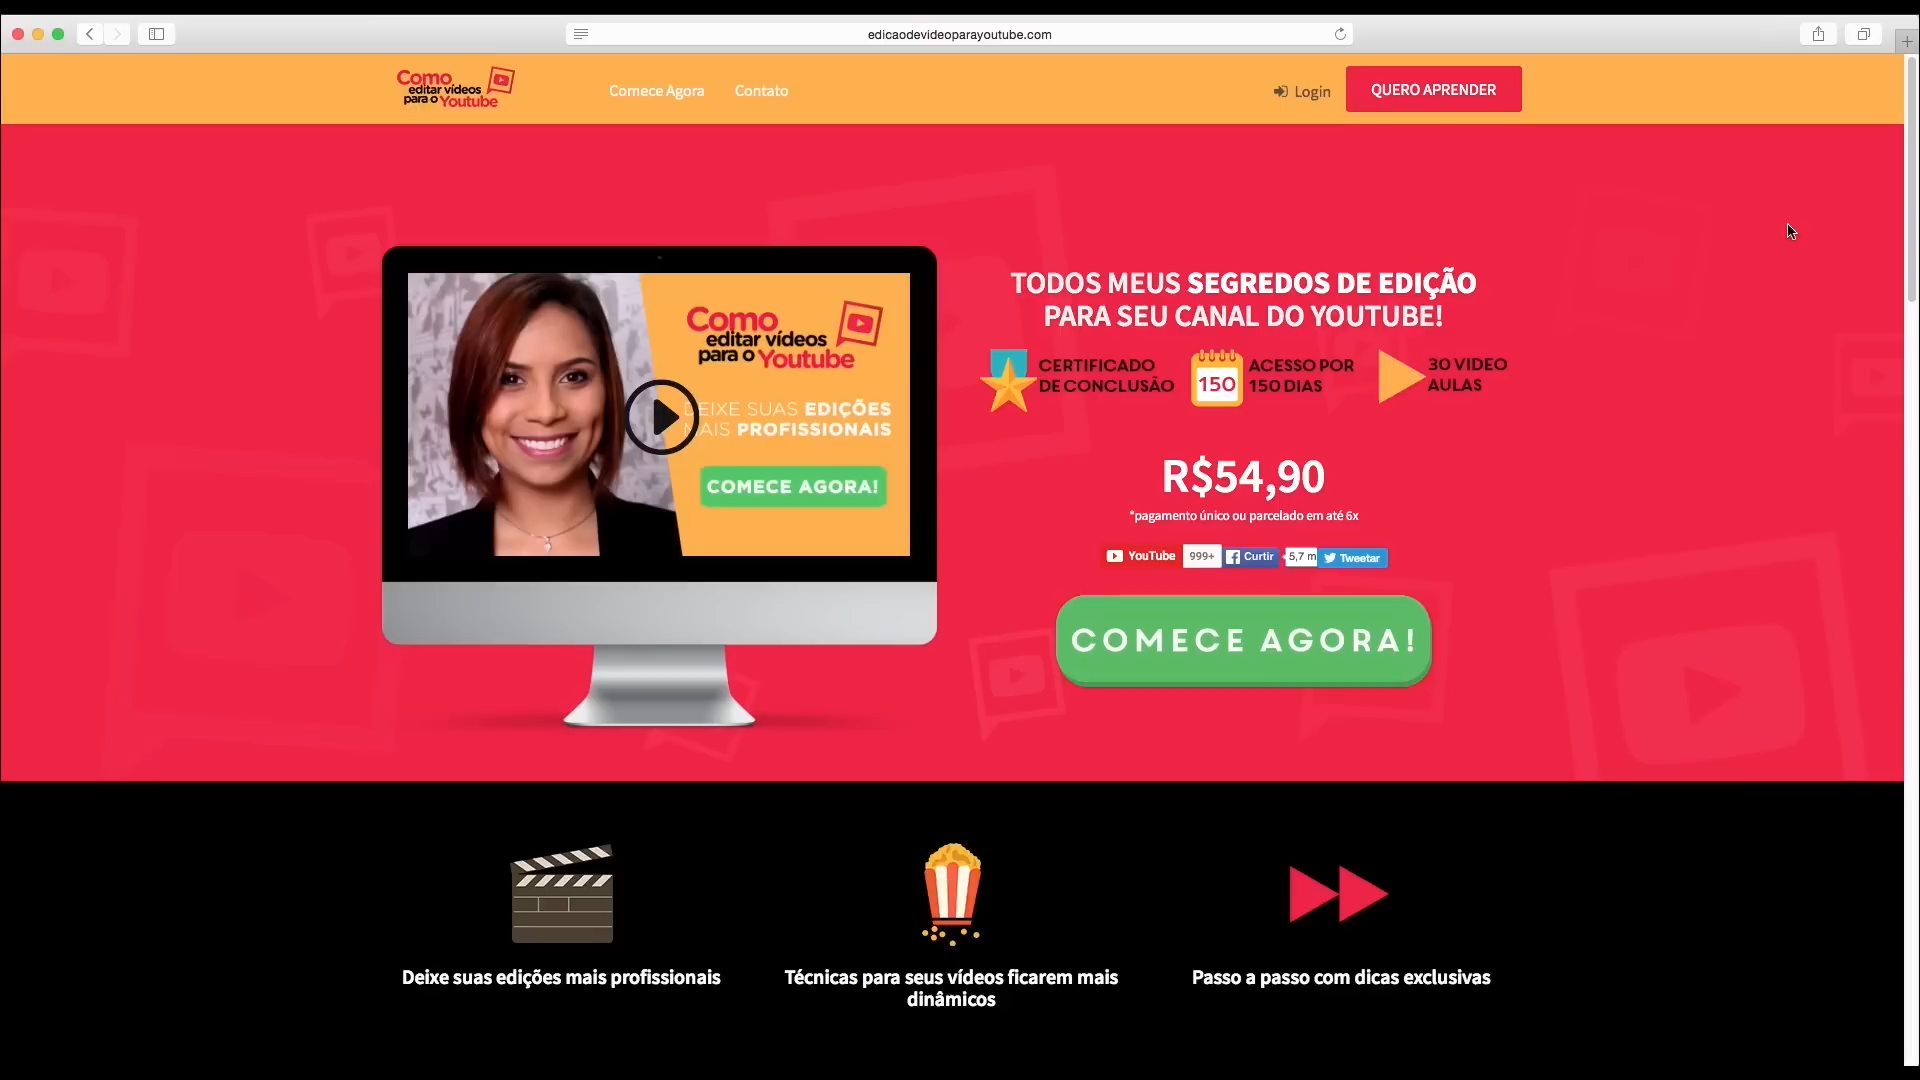 edicaodevideoparayoutube.com
Como
editar vídeos
para o Youtube
Comece Agora
Contato
Login
QUERO APRENDER
Como
editar vídeos
para o Youtube
DEIXE SUAS EDIÇÕES
MAIS PROFISSIONAIS
COMECE AGORA!
TODOS MEUS SEGREDOS DE EDIÇÃO
PARA SEU CANAL DO YOUTUBE!
CERTIFICADO
DE CONCLUSÃO
150
ACESSO POR
150 DIAS
30 VIDEO
AULAS
R$54,90
*pagamento único ou parcelado em até 6x
YouTube
999+
Curtir
5,7 m
Tweetar
COMECE AGORA!
Deixe suas edições mais profissionais
Técnicas para seus vídeos ficarem mais
dinâmicos
Passo a passo com dicas exclusivas